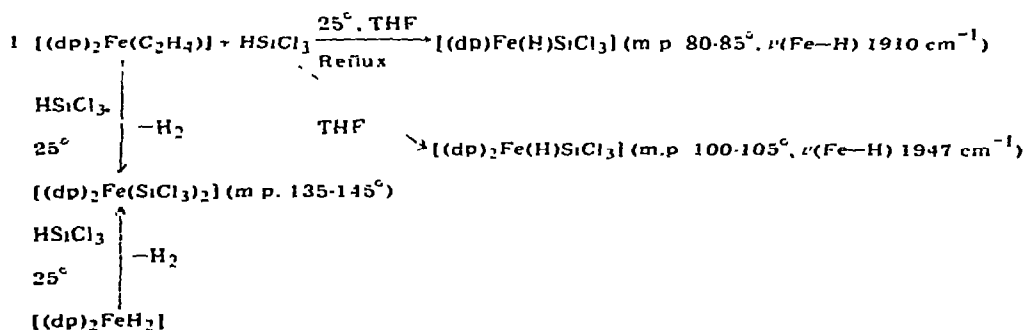 25°, THF
1 [(dp)₂Fe(C₂H₄)] + HSiCl₃ [(dp)Fe(H)SiCl₃] (m p 80-85°, ν(Fe—H) 1910 cm⁻¹)
Reflux
HSiCl₃
25°
—H₂
THF
[(dp)₂Fe(H)SiCl₃] (m.p 100-105°, ν(Fe—H) 1947 cm⁻¹)
[(dp)₂Fe(SiCl₃)₂] (m p. 135-145°)
HSiCl₃
25°
—H₂
[(dp)₂FeH₂]